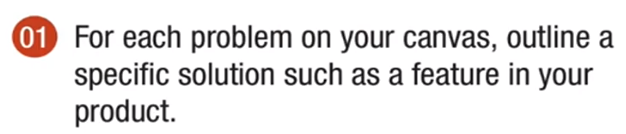 01 For each problem on your canvas, outline a
specific solution such as a feature in your
product.